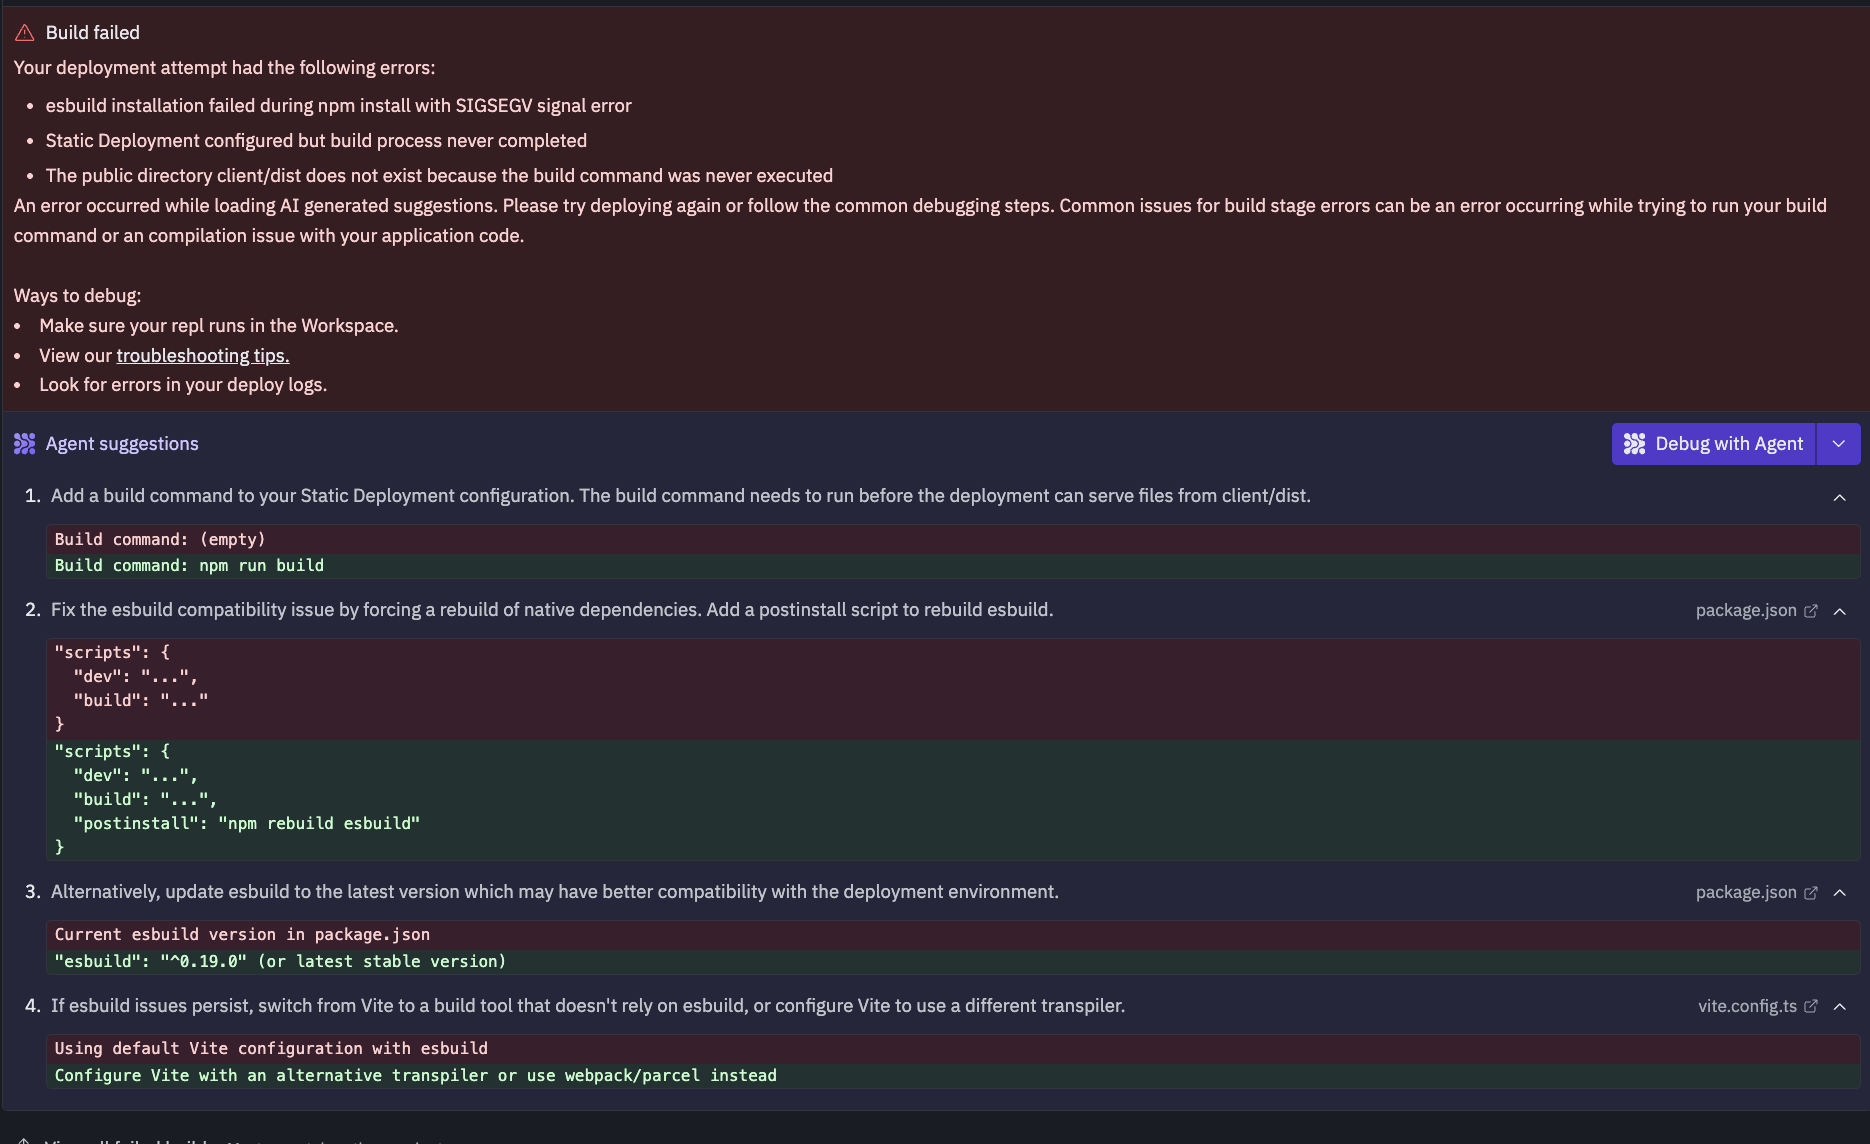 Build failed
Your deployment attempt had the following errors:
• esbuild installation failed during npm install with SIGSEGV signal error
• Static Deployment configured but build process never completed
• The public directory client/dist does not exist because the build command was never executed
An error occurred while loading AI generated suggestions. Please try deploying again or follow the common debugging steps. Common issues for build stage errors can be an error occurring while trying to run your build
command or an compilation issue with your application code.
Ways to debug:
• Make sure your repl runs in the Workspace.
• View our troubleshooting tips.
• Look for errors in your deploy logs.
Agent suggestions
Debug with Agent
1. Add a build command to your Static Deployment configuration. The build command needs to run before the deployment can serve files from client/dist.
Build command: (empty)
Build command: npm run build
2. Fix the esbuild compatibility issue by forcing a rebuild of native dependencies. Add a postinstall script to rebuild esbuild. package.json
"scripts": {
  "dev": "...",
  "build": "..."
}
"scripts": {
  "dev": "...",
  "build": "...",
  "postinstall": "npm rebuild esbuild"
}
3. Alternatively, update esbuild to the latest version which may have better compatibility with the deployment environment. package.json
Current esbuild version in package.json
"esbuild": "^0.19.0" (or latest stable version)
4. If esbuild issues persist, switch from Vite to a build tool that doesn't rely on esbuild, or configure Vite to use a different transpiler. vite.config.ts
Using default Vite configuration with esbuild
Configure Vite with an alternative transpiler or use webpack/parcel instead